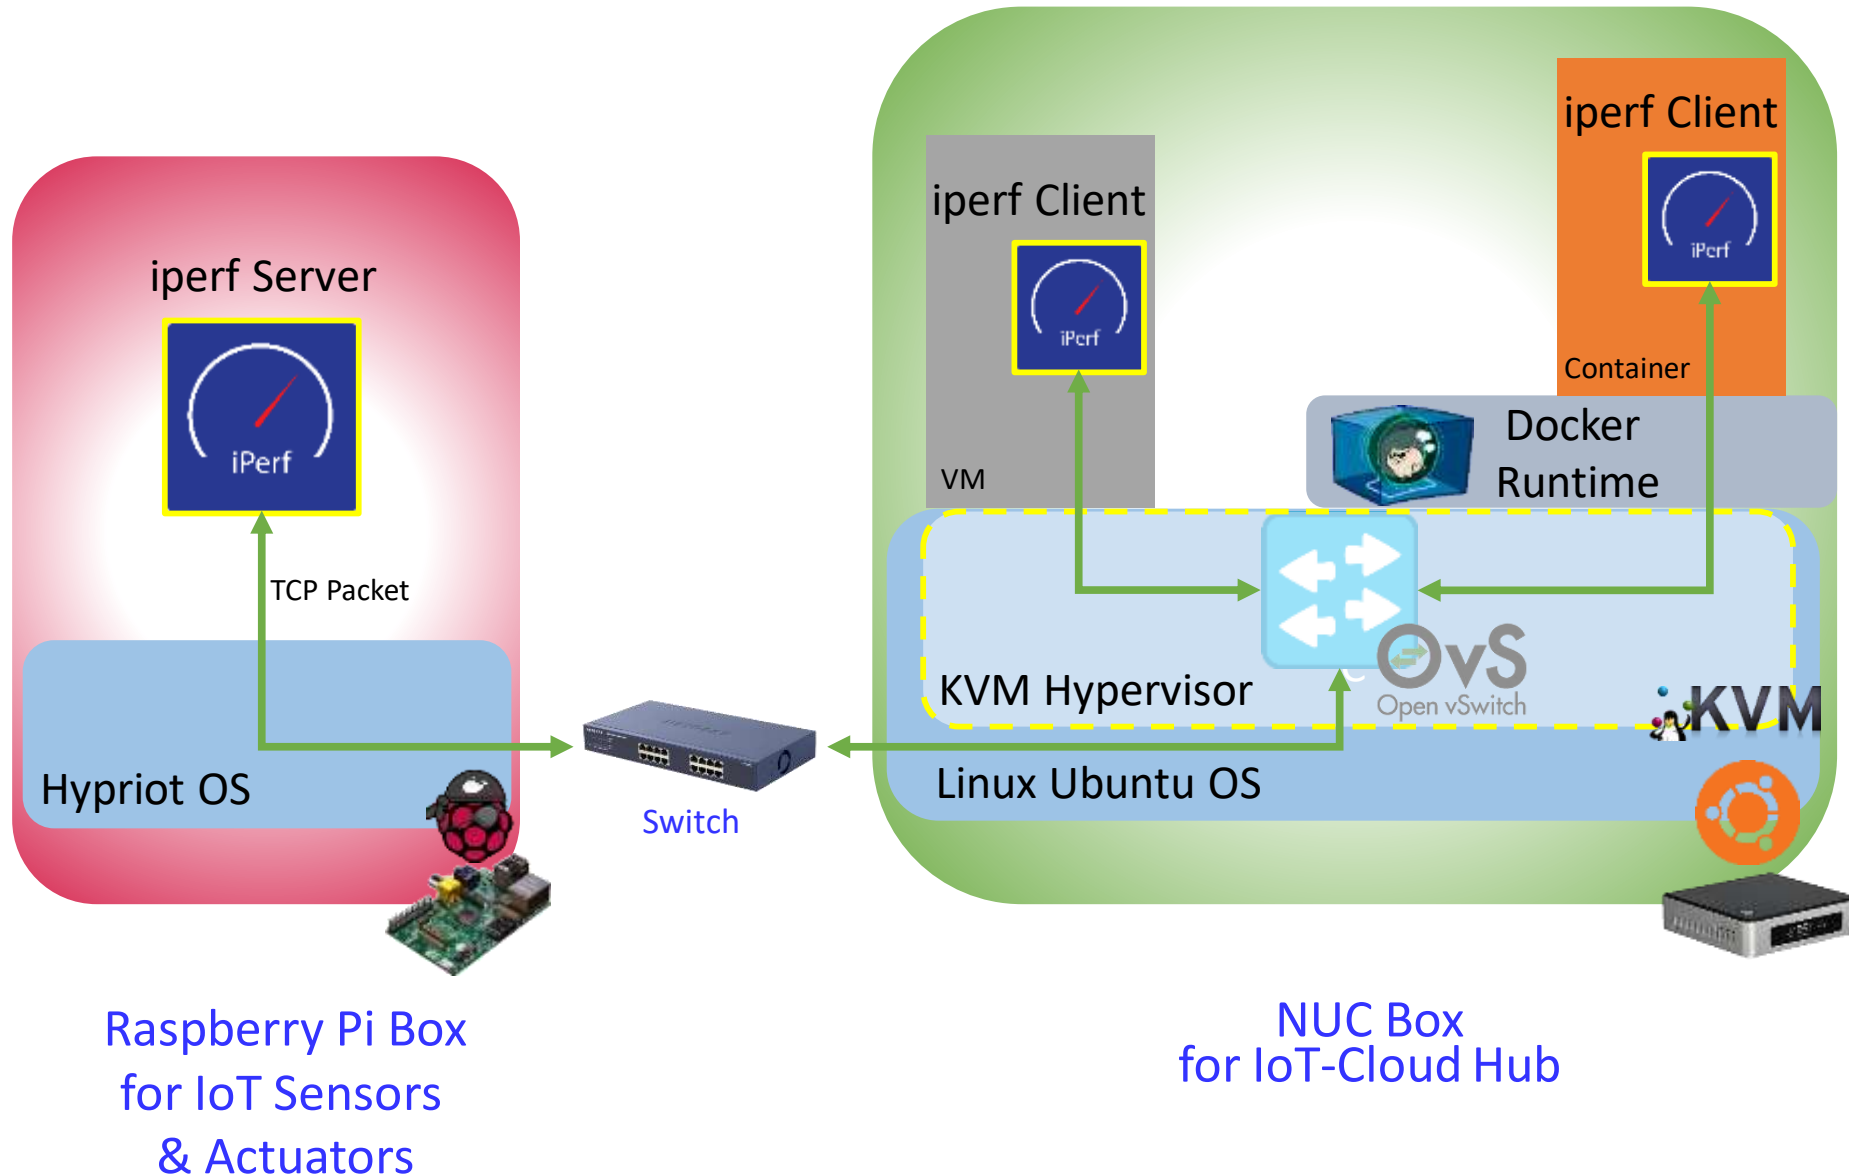 iperf Server
iPerf
TCP Packet
Hypriot OS
Raspberry Pi Box
for IoT Sensors
& Actuators
Switch
iperf Client
iPerf
VM
iperf Client
iPerf
Container
Docker
Runtime
KVM Hypervisor
OvS
Open vSwitch
KVM
Linux Ubuntu OS
NUC Box
for IoT-Cloud Hub